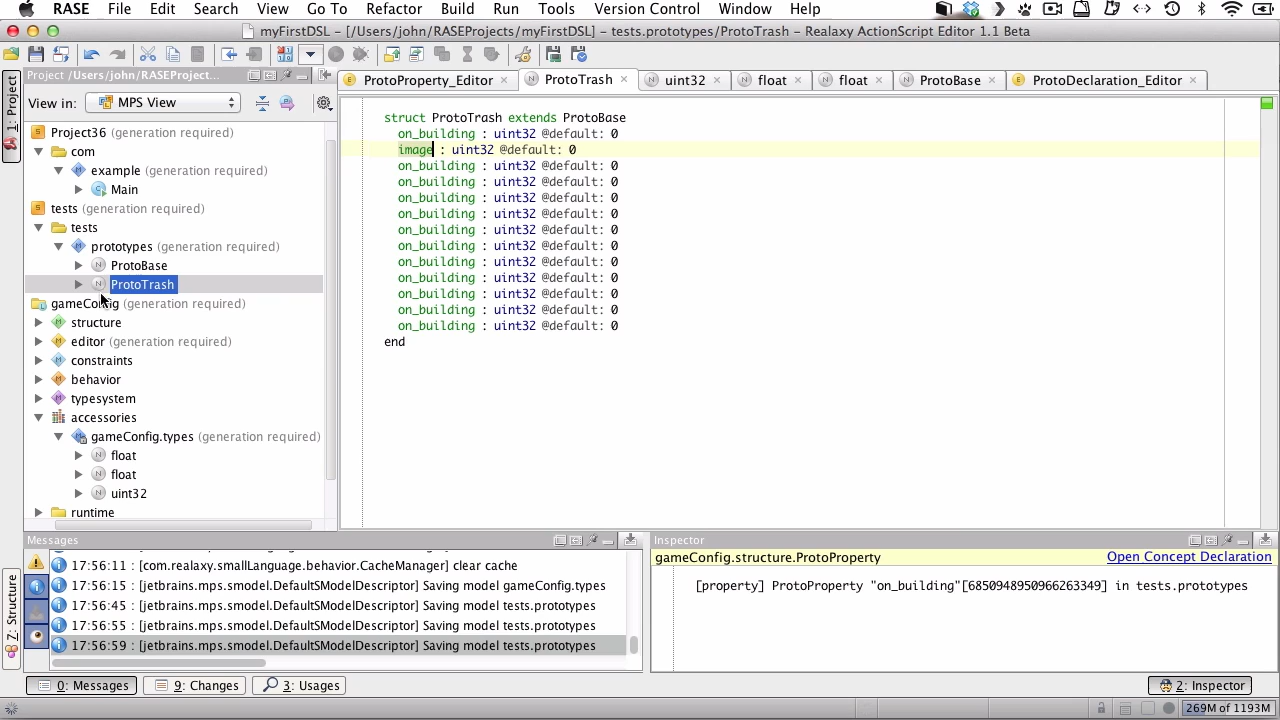 RASE File Edit Search View Go To Refactor Build Run Tools Version Control Window Help
myFirstDSL - [/Users/john/RASEProjects/myFirstDSL] - tests.prototypes/ProtoTrash - Realaxy ActionScript Editor 1.1 Beta
1: Project
Project /Users/john/RASEProject...
View in: MPS View
Project36 (generation required)
com
example (generation required)
Main
tests (generation required)
tests
prototypes (generation required)
ProtoBase
ProtoTrash
gameConfig (generation required)
structure
editor (generation required)
constraints
behavior
typesystem
accessories
gameConfig.types (generation required)
float
float
uint32
runtime
ProtoProperty_Editor ProtoTrash uint32 float float ProtoBase ProtoDeclaration_Editor
struct ProtoTrash extends ProtoBase
on_building : uint32 @default: 0
image : uint32 @default: 0
on_building : uint32 @default: 0
on_building : uint32 @default: 0
on_building : uint32 @default: 0
on_building : uint32 @default: 0
on_building : uint32 @default: 0
on_building : uint32 @default: 0
on_building : uint32 @default: 0
on_building : uint32 @default: 0
on_building : uint32 @default: 0
on_building : uint32 @default: 0
on_building : uint32 @default: 0
end
Z: Structure
Messages
17:56:11 : [com.realaxy.smallLanguage.behavior.CacheManager] clear cache
17:56:15 : [jetbrains.mps.smodel.DefaultSModelDescriptor] Saving model gameConfig.types
17:56:45 : [jetbrains.mps.smodel.DefaultSModelDescriptor] Saving model tests.prototypes
17:56:55 : [jetbrains.mps.smodel.DefaultSModelDescriptor] Saving model tests.prototypes
17:56:59 : [jetbrains.mps.smodel.DefaultSModelDescriptor] Saving model tests.prototypes
Inspector
gameConfig.structure.ProtoProperty Open Concept Declaration
[property] ProtoProperty "on_building"[6850948950966263349] in tests.prototypes
0: Messages 9: Changes 3: Usages 2: Inspector
269M of 1193M